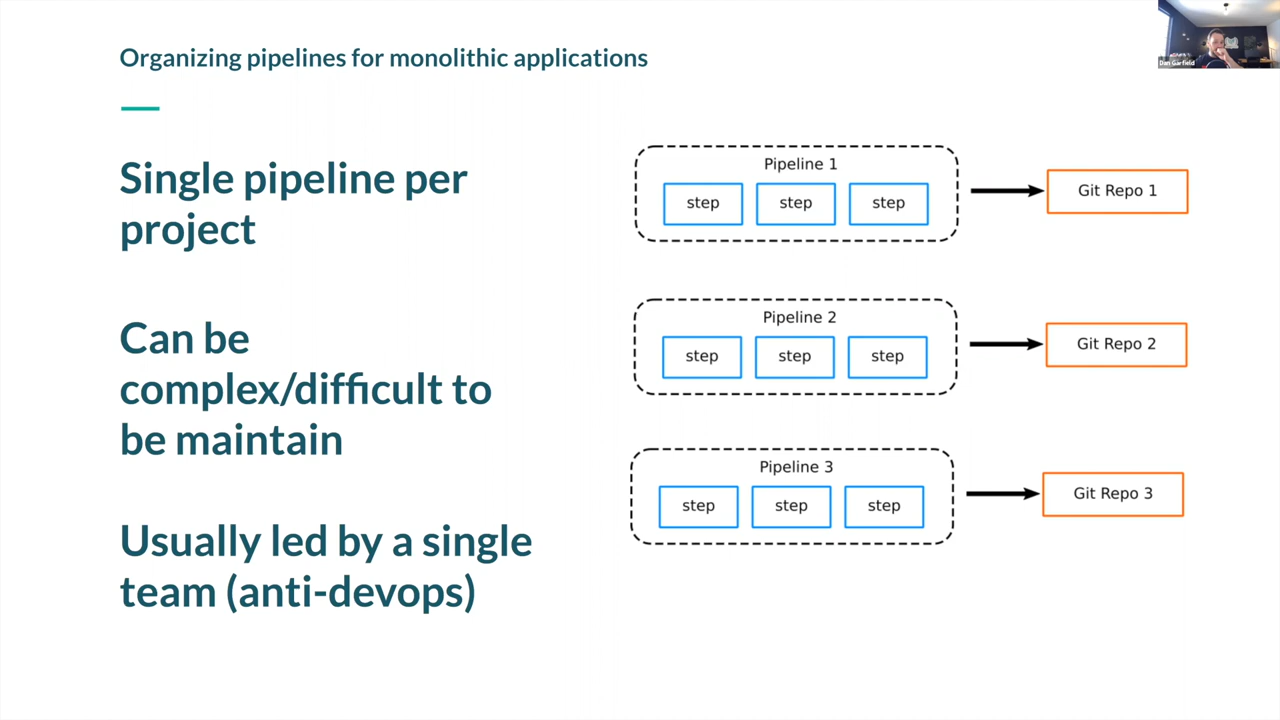 Organizing pipelines for monolithic applications
Dan Garfield
Single pipeline per
project
Can be
complex/difficult to
be maintain
Usually led by a single
team (anti-devops)
Pipeline 1
step step step
Git Repo 1
Pipeline 2
step step step
Git Repo 2
Pipeline 3
step step step
Git Repo 3